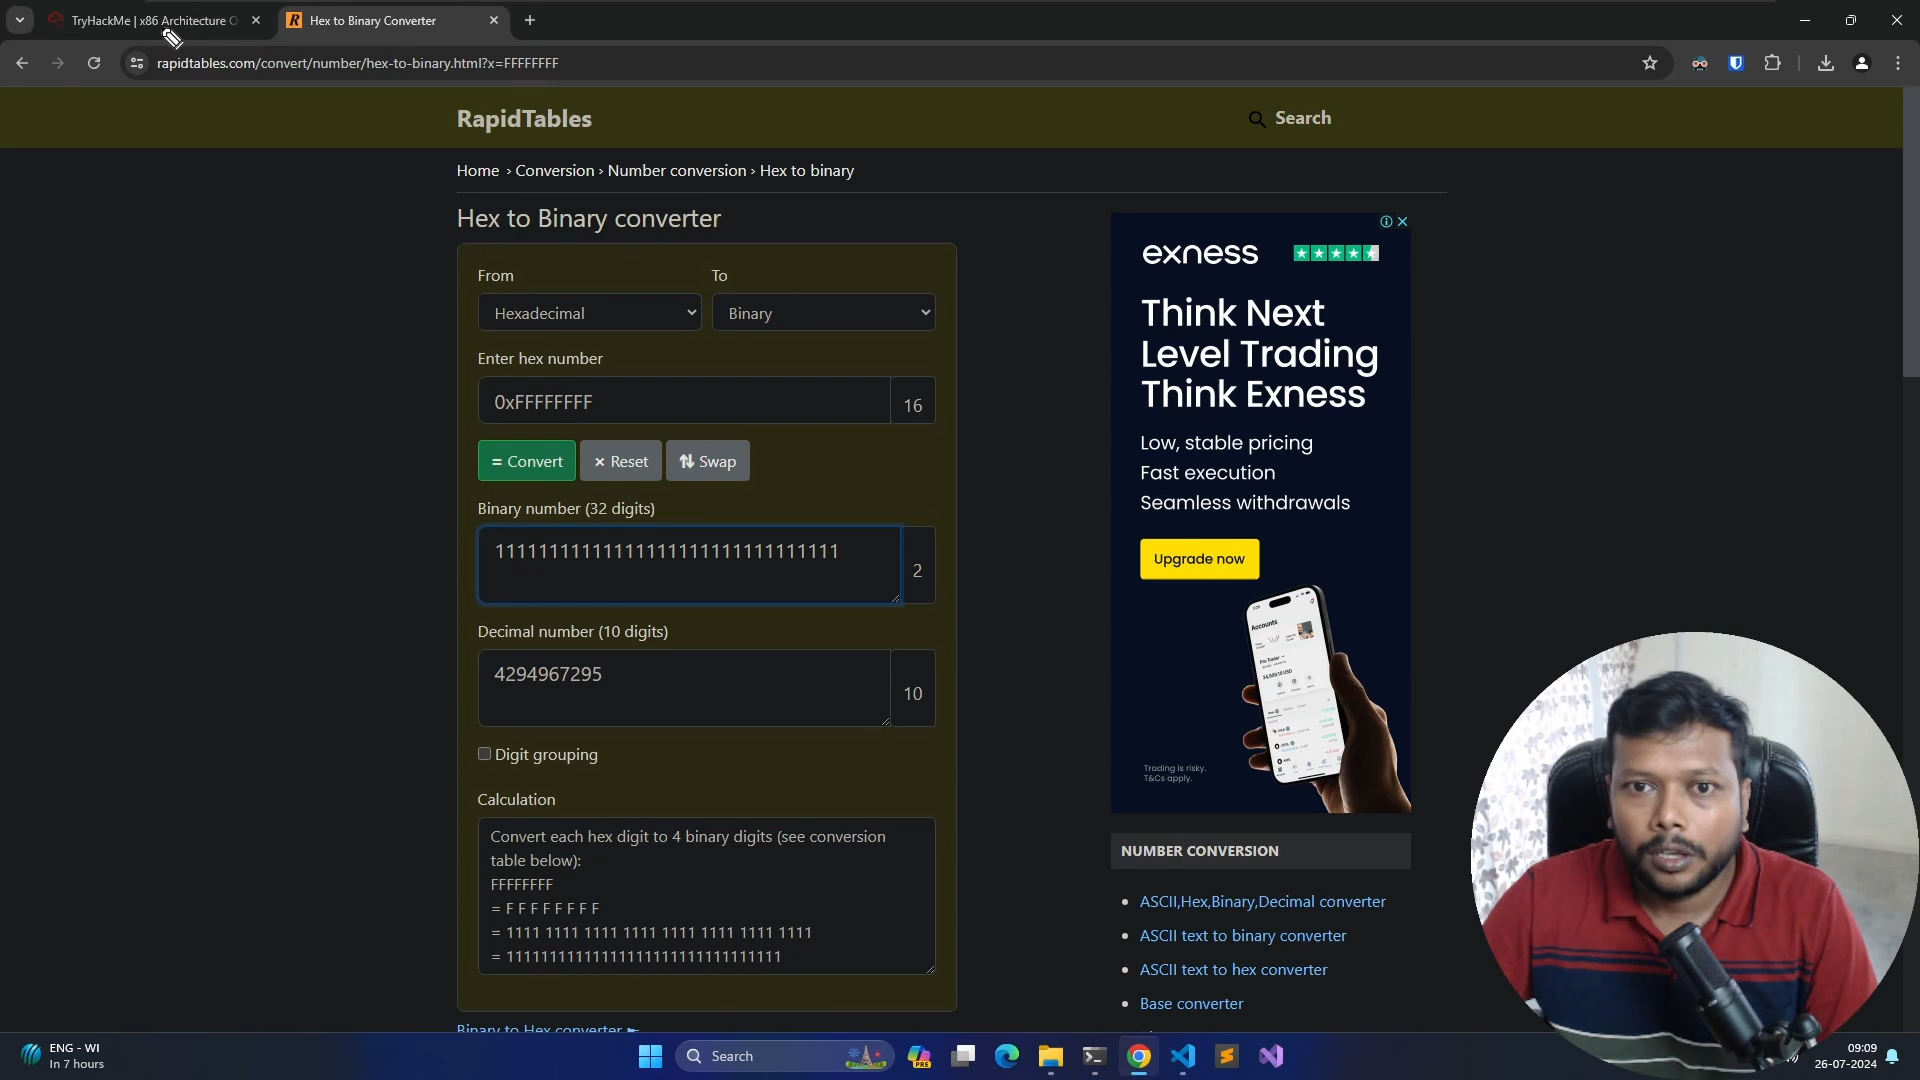 TryHackMe | x86 Architecture O
Hex to Binary Converter
rapidtables.com/convert/number/hex-to-binary.html?x=FFFFFFFF
RapidTables
Search
Home › Conversion › Number conversion › Hex to binary
Hex to Binary converter
From
To
Hexadecimal
Binary
Enter hex number
0xFFFFFFFF
16
= Convert
× Reset
Swap
Binary number (32 digits)
11111111111111111111111111111111
2
Decimal number (10 digits)
4294967295
10
Digit grouping
Calculation
Convert each hex digit to 4 binary digits (see conversion
table below):
FFFFFFFF
= F F F F F F F F
= 1111 1111 1111 1111 1111 1111 1111 1111
= 11111111111111111111111111111111
Binary to Hex converter ►
exness
Think Next
Level Trading
Think Exness
Low, stable pricing
Fast execution
Seamless withdrawals
Upgrade now
Accounts
Trading is risky.
T&Cs apply.
NUMBER CONVERSION
ASCII,Hex,Binary,Decimal converter
ASCII text to binary converter
ASCII text to hex converter
Base converter
ENG - WI
In 7 hours
Search
PRE
09:09
26-07-2024